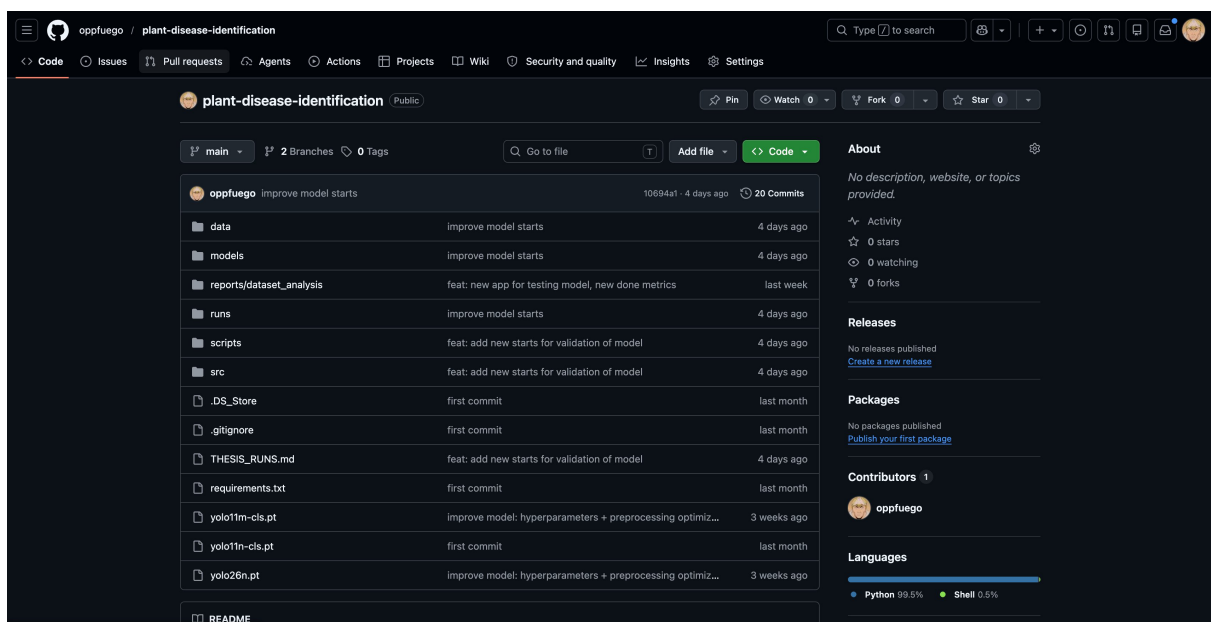 oppfuego / plant-disease-identification
Type / to search
Code Issues Pull requests Agents Actions Projects Wiki Security and quality Insights Settings
plant-disease-identification Public
Pin Watch 0 Fork 0 Star 0
main 2 Branches 0 Tags Go to file T Add file Code
oppfuego improve model starts 10694a1 · 4 days ago 20 Commits
data improve model starts 4 days ago
models improve model starts 4 days ago
reports/dataset_analysis feat: new app for testing model, new done metrics last week
runs improve model starts 4 days ago
scripts feat: add new starts for validation of model 4 days ago
src feat: add new starts for validation of model 4 days ago
.DS_Store first commit last month
.gitignore first commit last month
THESIS_RUNS.md feat: add new starts for validation of model 4 days ago
requirements.txt first commit last month
yolo11m-cls.pt improve model: hyperparameters + preprocessing optimiz... 3 weeks ago
yolo11n-cls.pt first commit last month
yolo26n.pt improve model: hyperparameters + preprocessing optimiz... 3 weeks ago
README
About
No description, website, or topics
provided.
Activity
0 stars
0 watching
0 forks
Releases
No releases published
Create a new release
Packages
No packages published
Publish your first package
Contributors 1
oppfuego
Languages
Python 99.5% Shell 0.5%